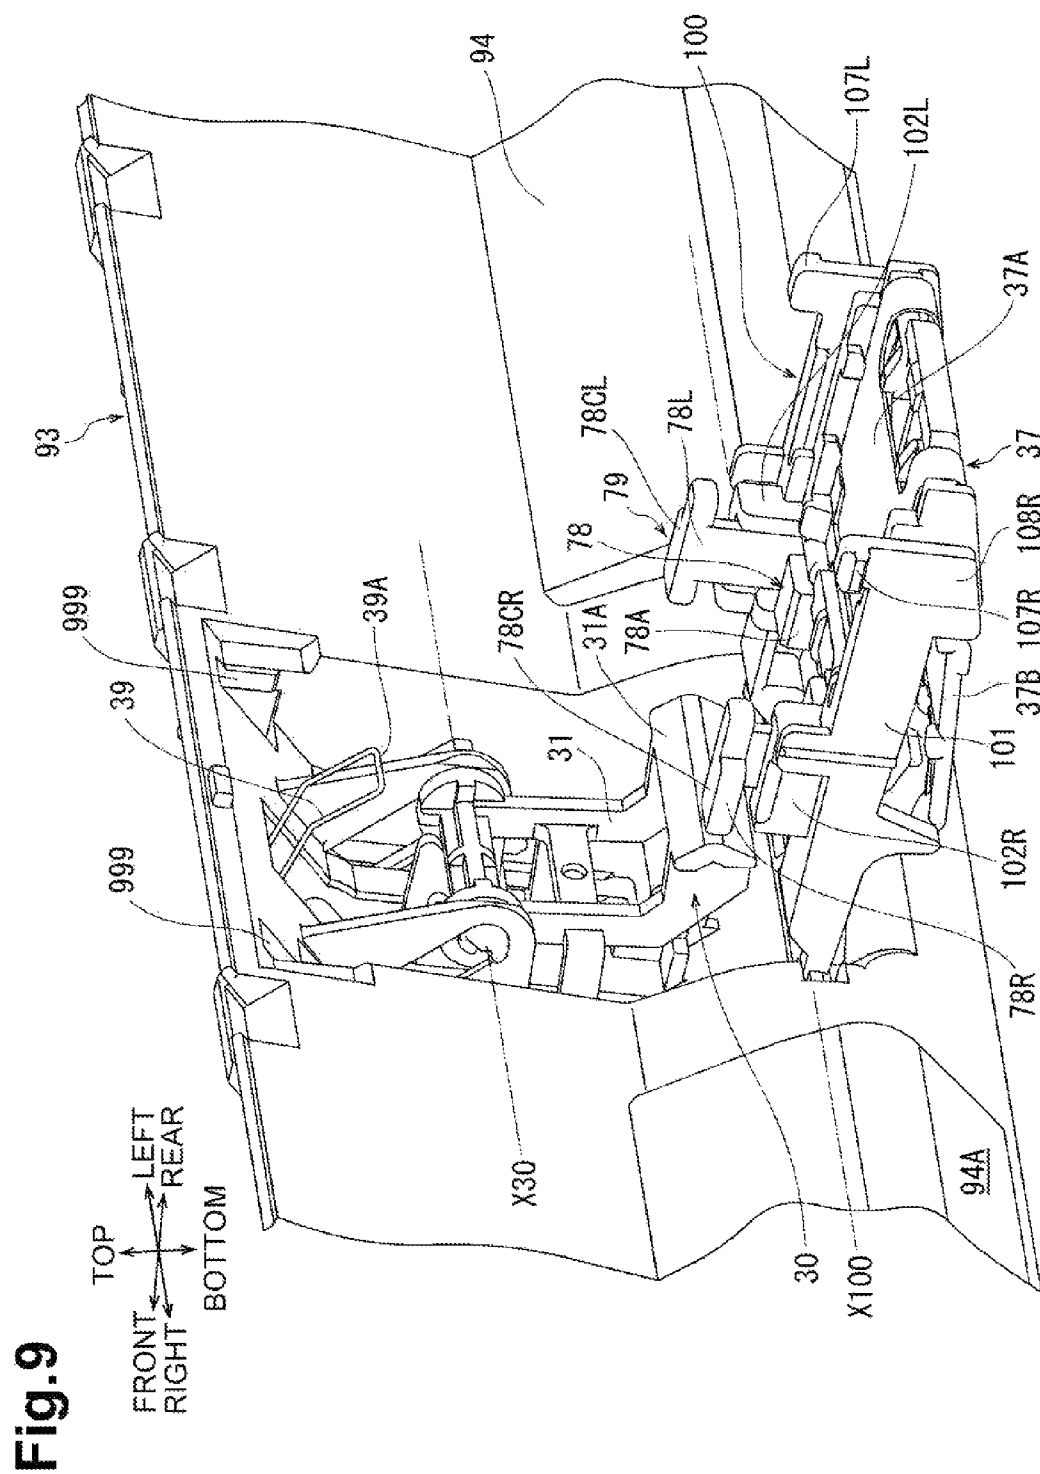 Fig.9
TOP
FRONT
LEFT
RIGHT
REAR
BOTTOM
93
94
100
107L
102L
999
39
39A
999
78CR
78
79
78CL
78L
31A
78A
31
37A
37
108R
107R
37B
101
102R
78R
X30
30
X100
94A